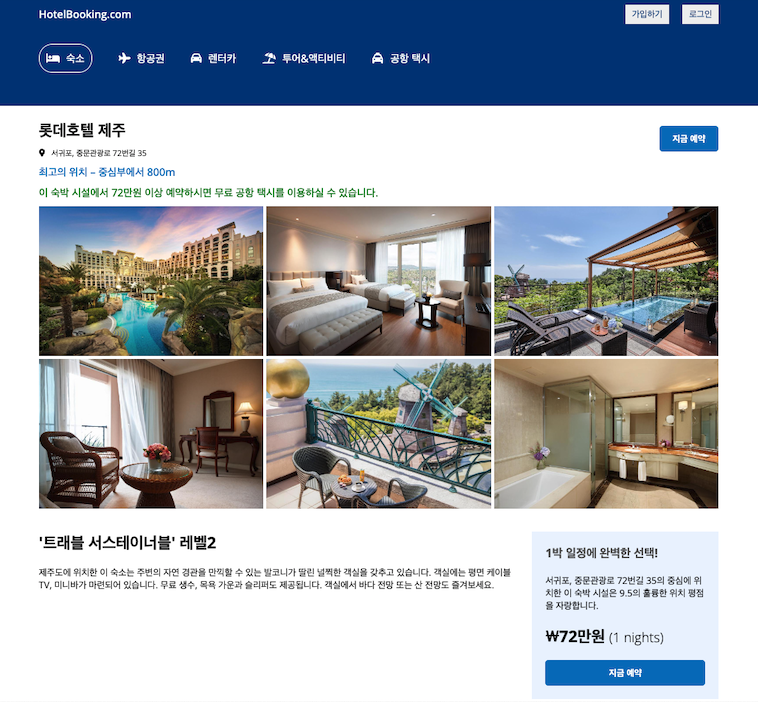 HotelBooking.com
가입하기
로그인
숙소
항공권
렌터카
투어&액티비티
공항 택시
롯데호텔 제주
지금 예약
서귀포, 중문관광로 72번길 35
최고의 위치 – 중심부에서 800m
이 숙박 시설에서 72만원 이상 예약하시면 무료 공항 택시를 이용하실 수 있습니다.
'트래블 서스테이너블' 레벨2
제주도에 위치한 이 숙소는 주변의 자연 경관을 만끽할 수 있는 발코니가 딸린 널찍한 객실을 갖추고 있습니다. 객실에는 평면 케이블
TV, 미니바가 마련되어 있습니다. 무료 생수, 목욕 가운과 슬리퍼도 제공됩니다. 객실에서 바다 전망 또는 산 전망도 즐겨보세요.
1박 일정에 완벽한 선택!
서귀포, 중문관광로 72번길 35의 중심에 위
치한 이 숙박 시설은 9.5의 훌륭한 위치 평점
을 자랑합니다.
₩72만원 (1 nights)
지금 예약